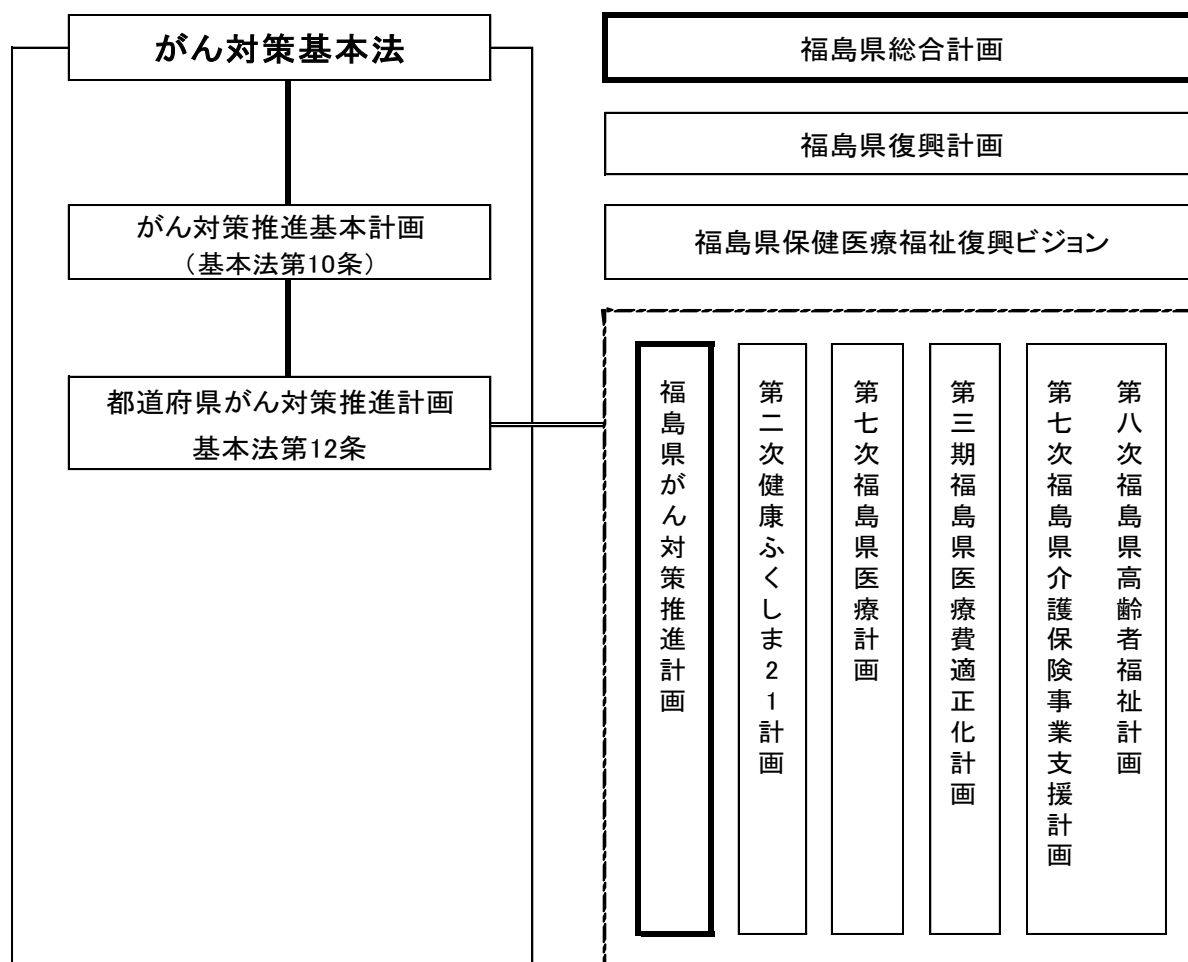 がん対策基本法
がん対策推進基本計画
（基本法第10条）
都道府県がん対策推進計画
基本法第12条
福島県総合計画
福島県復興計画
福島県保健医療福祉復興ビジョン
福島県がん対策推進計画
第二次健康ふくしま21計画
第七次福島県医療計画
第三期福島県医療費適正化計画
第八次福島県高齢者福祉計画
第七次福島県介護保険事業支援計画